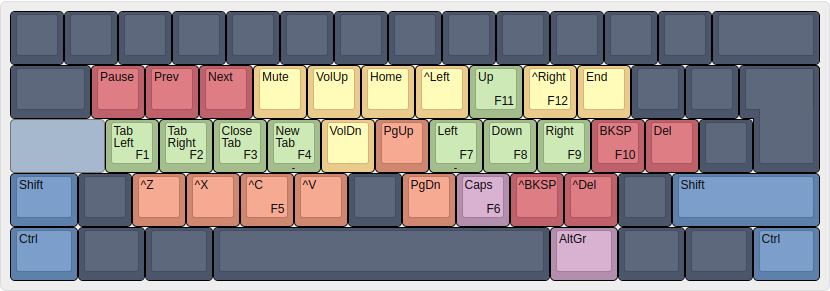 Pause Prev Next Mute VolUp Home ^Left Up ^Right End
F11 F12
Tab Left Tab Right Close Tab New Tab VolDn PgUp Left Down Right BKSP Del
F1 F2 F3 F4 F7 F8 F9 F10
Shift ^Z ^X ^C ^V PgDn Caps ^BKSP ^Del Shift
F5 F6
Ctrl AltGr Ctrl